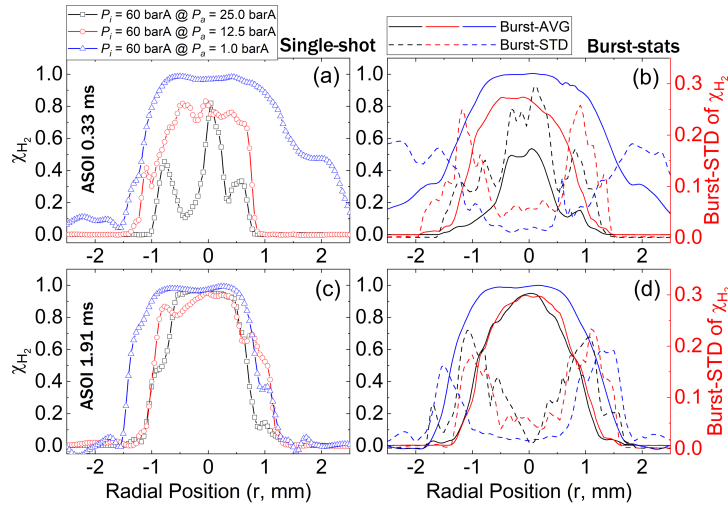 P_i = 60 barA @ P_a = 25.0 barA
P_i = 60 barA @ P_a = 12.5 barA
P_i = 60 barA @ P_a = 1.0 barA
Single-shot
Burst-AVG
Burst-STD
Burst-stats
(a)
(b)
1.0
0.8
0.6
0.4
0.2
0.0
χ_H₂
ASOI 0.33 ms
-2
-1
0
1
2
1.0
0.8
0.6
0.4
0.2
0.0
-2
-1
0
1
2
0.3
0.2
0.1
0.0
Burst-STD of χ_H₂
(c)
(d)
1.0
0.8
0.6
0.4
0.2
0.0
χ_H₂
ASOI 1.91 ms
-2
-1
0
1
2
Radial Position (r, mm)
1.0
0.8
0.6
0.4
0.2
0.0
-2
-1
0
1
2
Radial Position (r, mm)
0.3
0.2
0.1
0.0
Burst-STD of χ_H₂